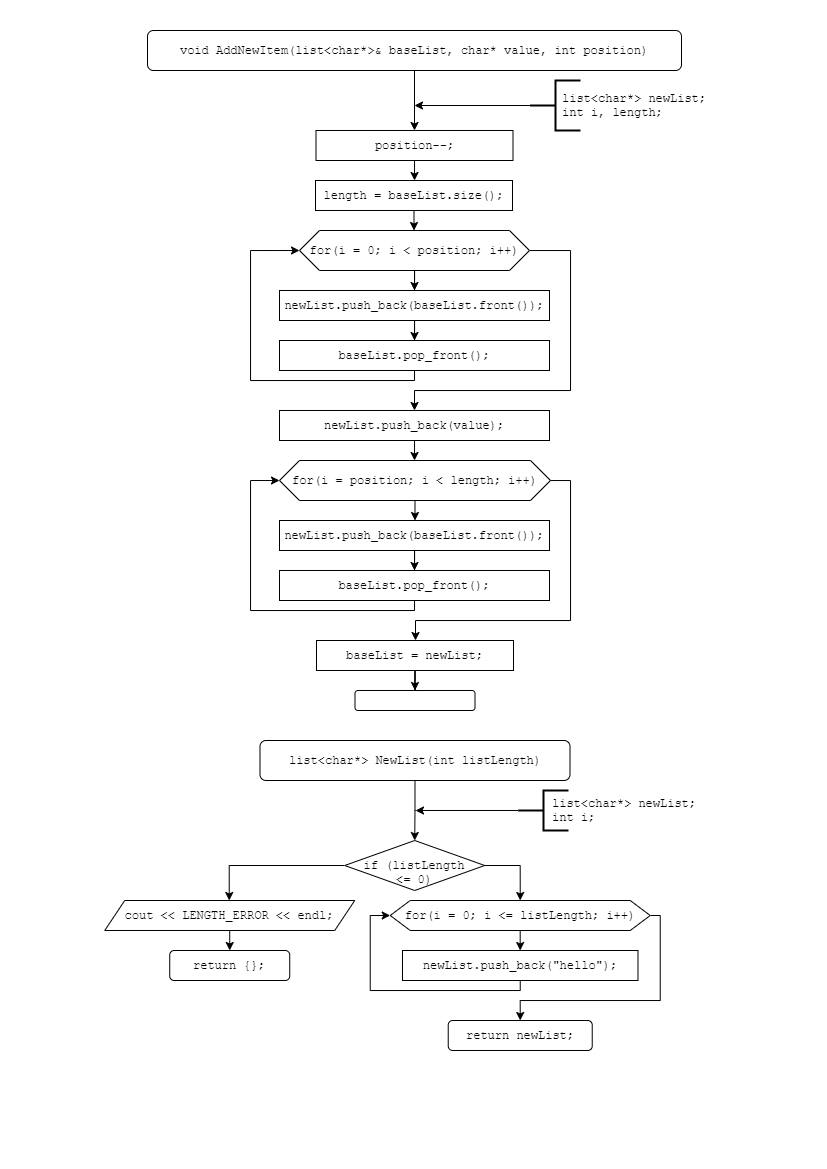 void AddNewItem(list<char*>& baseList, char* value, int position)
list<char*> newList;
int i, length;
position--;
length = baseList.size();
for(i = 0; i < position; i++)
newList.push_back(baseList.front());
baseList.pop_front();
newList.push_back(value);
for(i = position; i < length; i++)
newList.push_back(baseList.front());
baseList.pop_front();
baseList = newList;
list<char*> NewList(int listLength)
list<char*> newList;
int i;
if (listLength
<= 0)
cout << LENGTH_ERROR << endl;
for(i = 0; i <= listLength; i++)
return {};
newList.push_back("hello");
return newList;